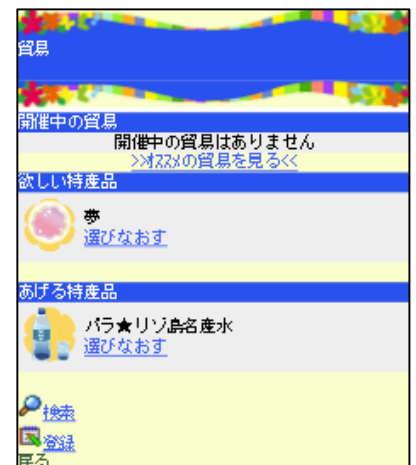 貿易
開催中の貿易
開催中の貿易はありません
>>ｵｽｽﾒの貿易を見る<<
欲しい特産品
夢
選びなおす
あげる特産品
パラ★リゾ島名産水
選びなおす
検索
登録
戻る